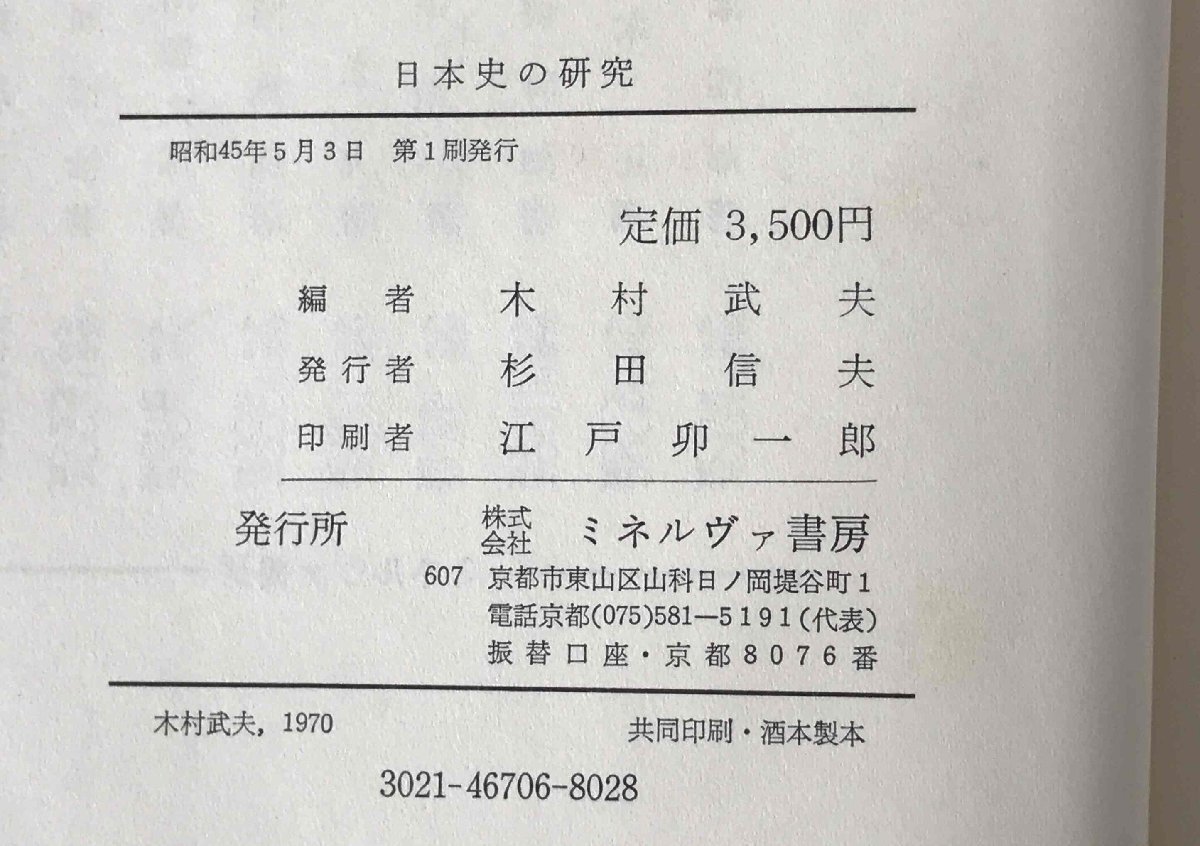 日本史の研究
昭和45年5月3日 第1刷発行
定価 3,500円
編者 木村武夫
発行者 杉田信夫
印刷者 江戸卯一郎
発行所 株式会社 ミネルヴァ書房
607 京都市東山区山科日ノ岡堤谷町1
電話京都(075)581—5191(代表)
振替口座・京都8076番
木村武夫, 1970 共同印刷・酒本製本
3021-46706-8028